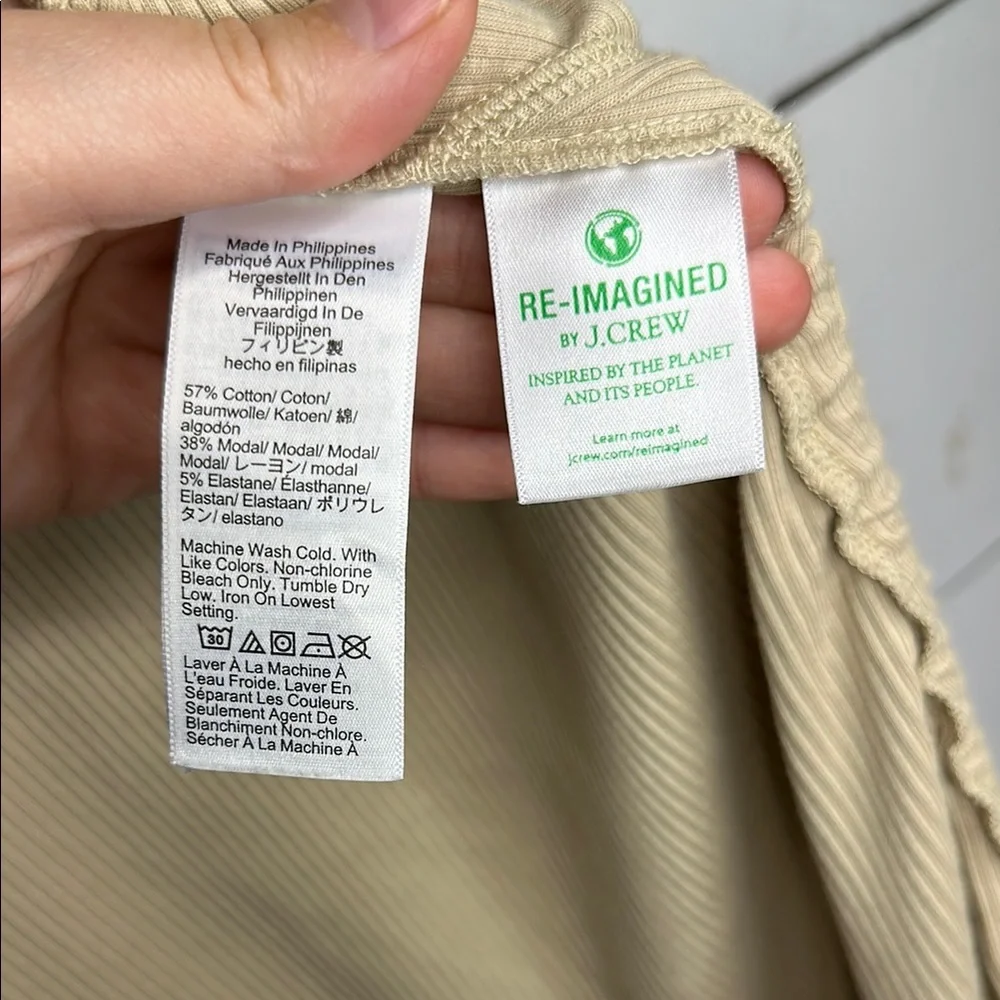 Made In Philippines
Fabriqué Aux Philippines
Hergestellt In Den
Philippinen
Vervaardigd In De
Filippijnen
フィリピン製
hecho en filipinas
57% Cotton/ Coton/
Baumwolle/ Katoen/ 綿/
algodón
38% Modal/ Modal/ Modal/
Modal/ レーヨン/ modal
5% Elastane/ Élasthanne/
Elastan/ Elastaan/ ポリウレ
タン/ elastano
Machine Wash Cold. With
Like Colors. Non-chlorine
Bleach Only. Tumble Dry
Low. Iron On Lowest
Setting.
30
Laver À La Machine À
L'eau Froide. Laver En
Séparant Les Couleurs.
Seulement Agent De
Blanchiment Non-chlore.
Sécher À La Machine À
RE-IMAGINED
BY J.CREW
INSPIRED BY THE PLANET
AND ITS PEOPLE.
Learn more at
jcrew.com/reimagined